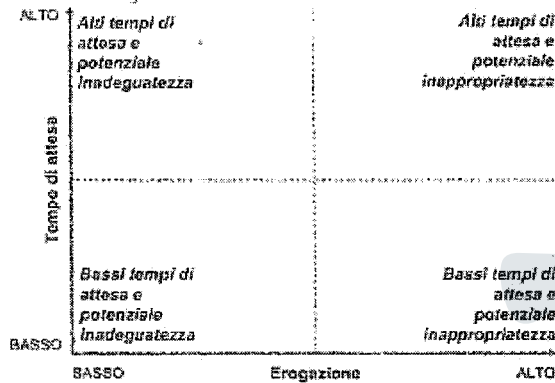 ALTO
Alti tempi di
attesa e
potenziale
inadeguatezza
Alti tempi di
attesa e
potenziale
inappropriatezza
Tempo di attesa
Bassi tempi di
attesa e
potenziale
inadeguatezza
Bassi tempi di
attesa e
potenziale
inappropriatezza
BASSO
BASSO
Erogazione
ALTO